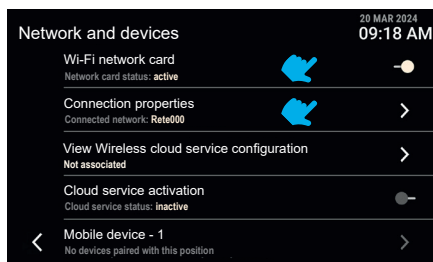 20 MAR 2024
Network and devices 09:18 AM
Wi-Fi network card
Network card status: active
Connection properties
Connected network: Rete000
View Wireless cloud service configuration
Not associated
Cloud service activation
Cloud service status: inactive
Mobile device - 1
No devices paired with this position